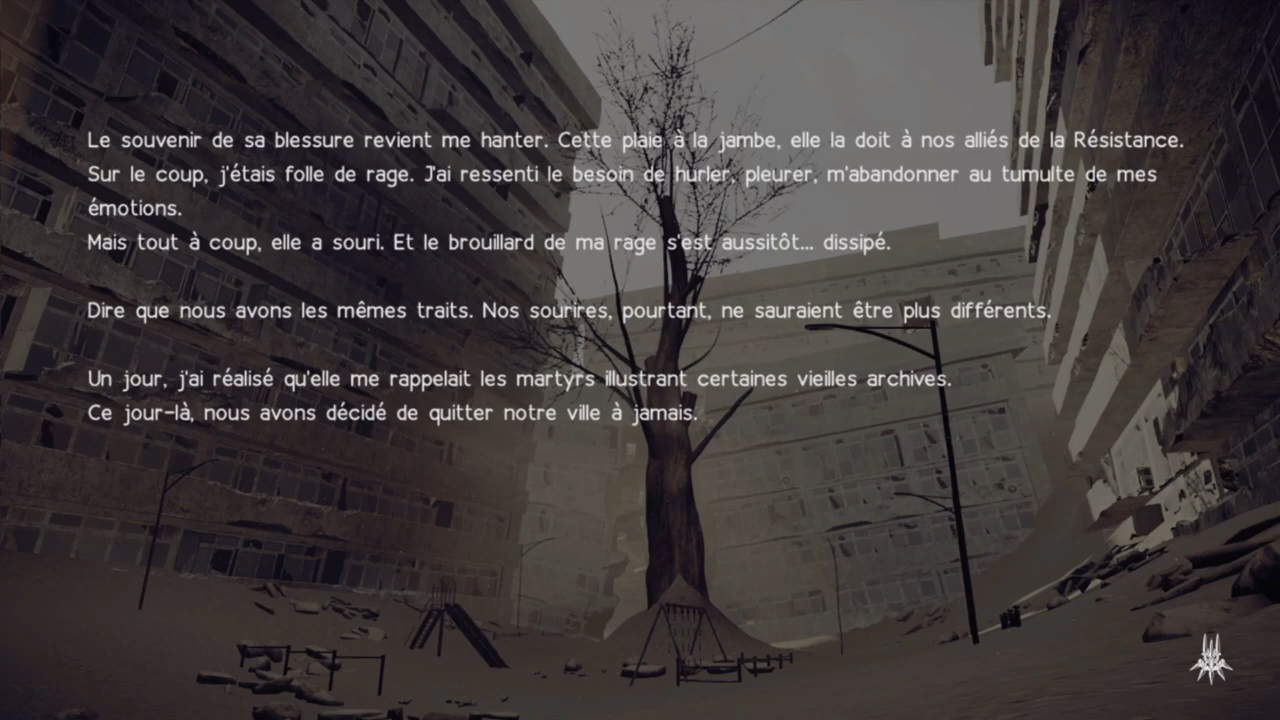 Le souvenir de sa blessure revient me hanter. Cette plaie à la jambe, elle la doit à nos alliés de la Résistance.
Sur le coup, j'étais folle de rage. J'ai ressenti le besoin de hurler, pleurer, m'abandonner au tumulte de mes
émotions.
Mais tout à coup, elle a souri. Et le brouillard de ma rage s'est aussitôt... dissipé.
Dire que nous avons les mêmes traits. Nos sourires, pourtant, ne sauraient être plus différents.
Un jour, j'ai réalisé qu'elle me rappelait les martyrs illustrant certaines vieilles archives.
Ce jour-là, nous avons décidé de quitter notre ville à jamais.